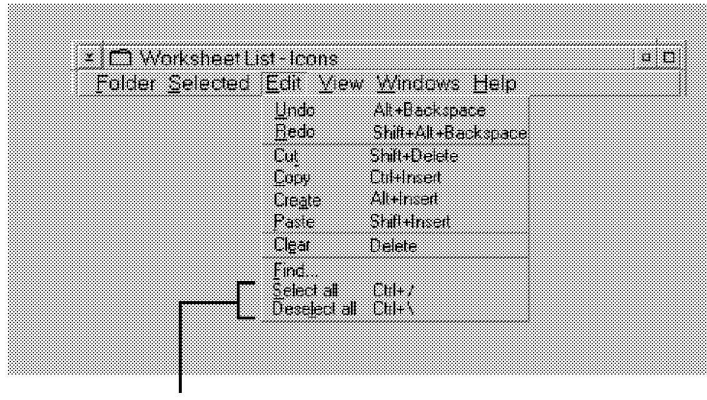 Worksheet List - Icons
Folder Selected Edit View Windows Help
Undo Alt+Backspace
Redo Shift+Alt+Backspace
Cut Shift+Delete
Copy Ctrl+Insert
Create Alt+Insert
Paste Shift+Insert
Clear Delete
Find...
Select all Ctrl+/
Deselect all Ctrl+\